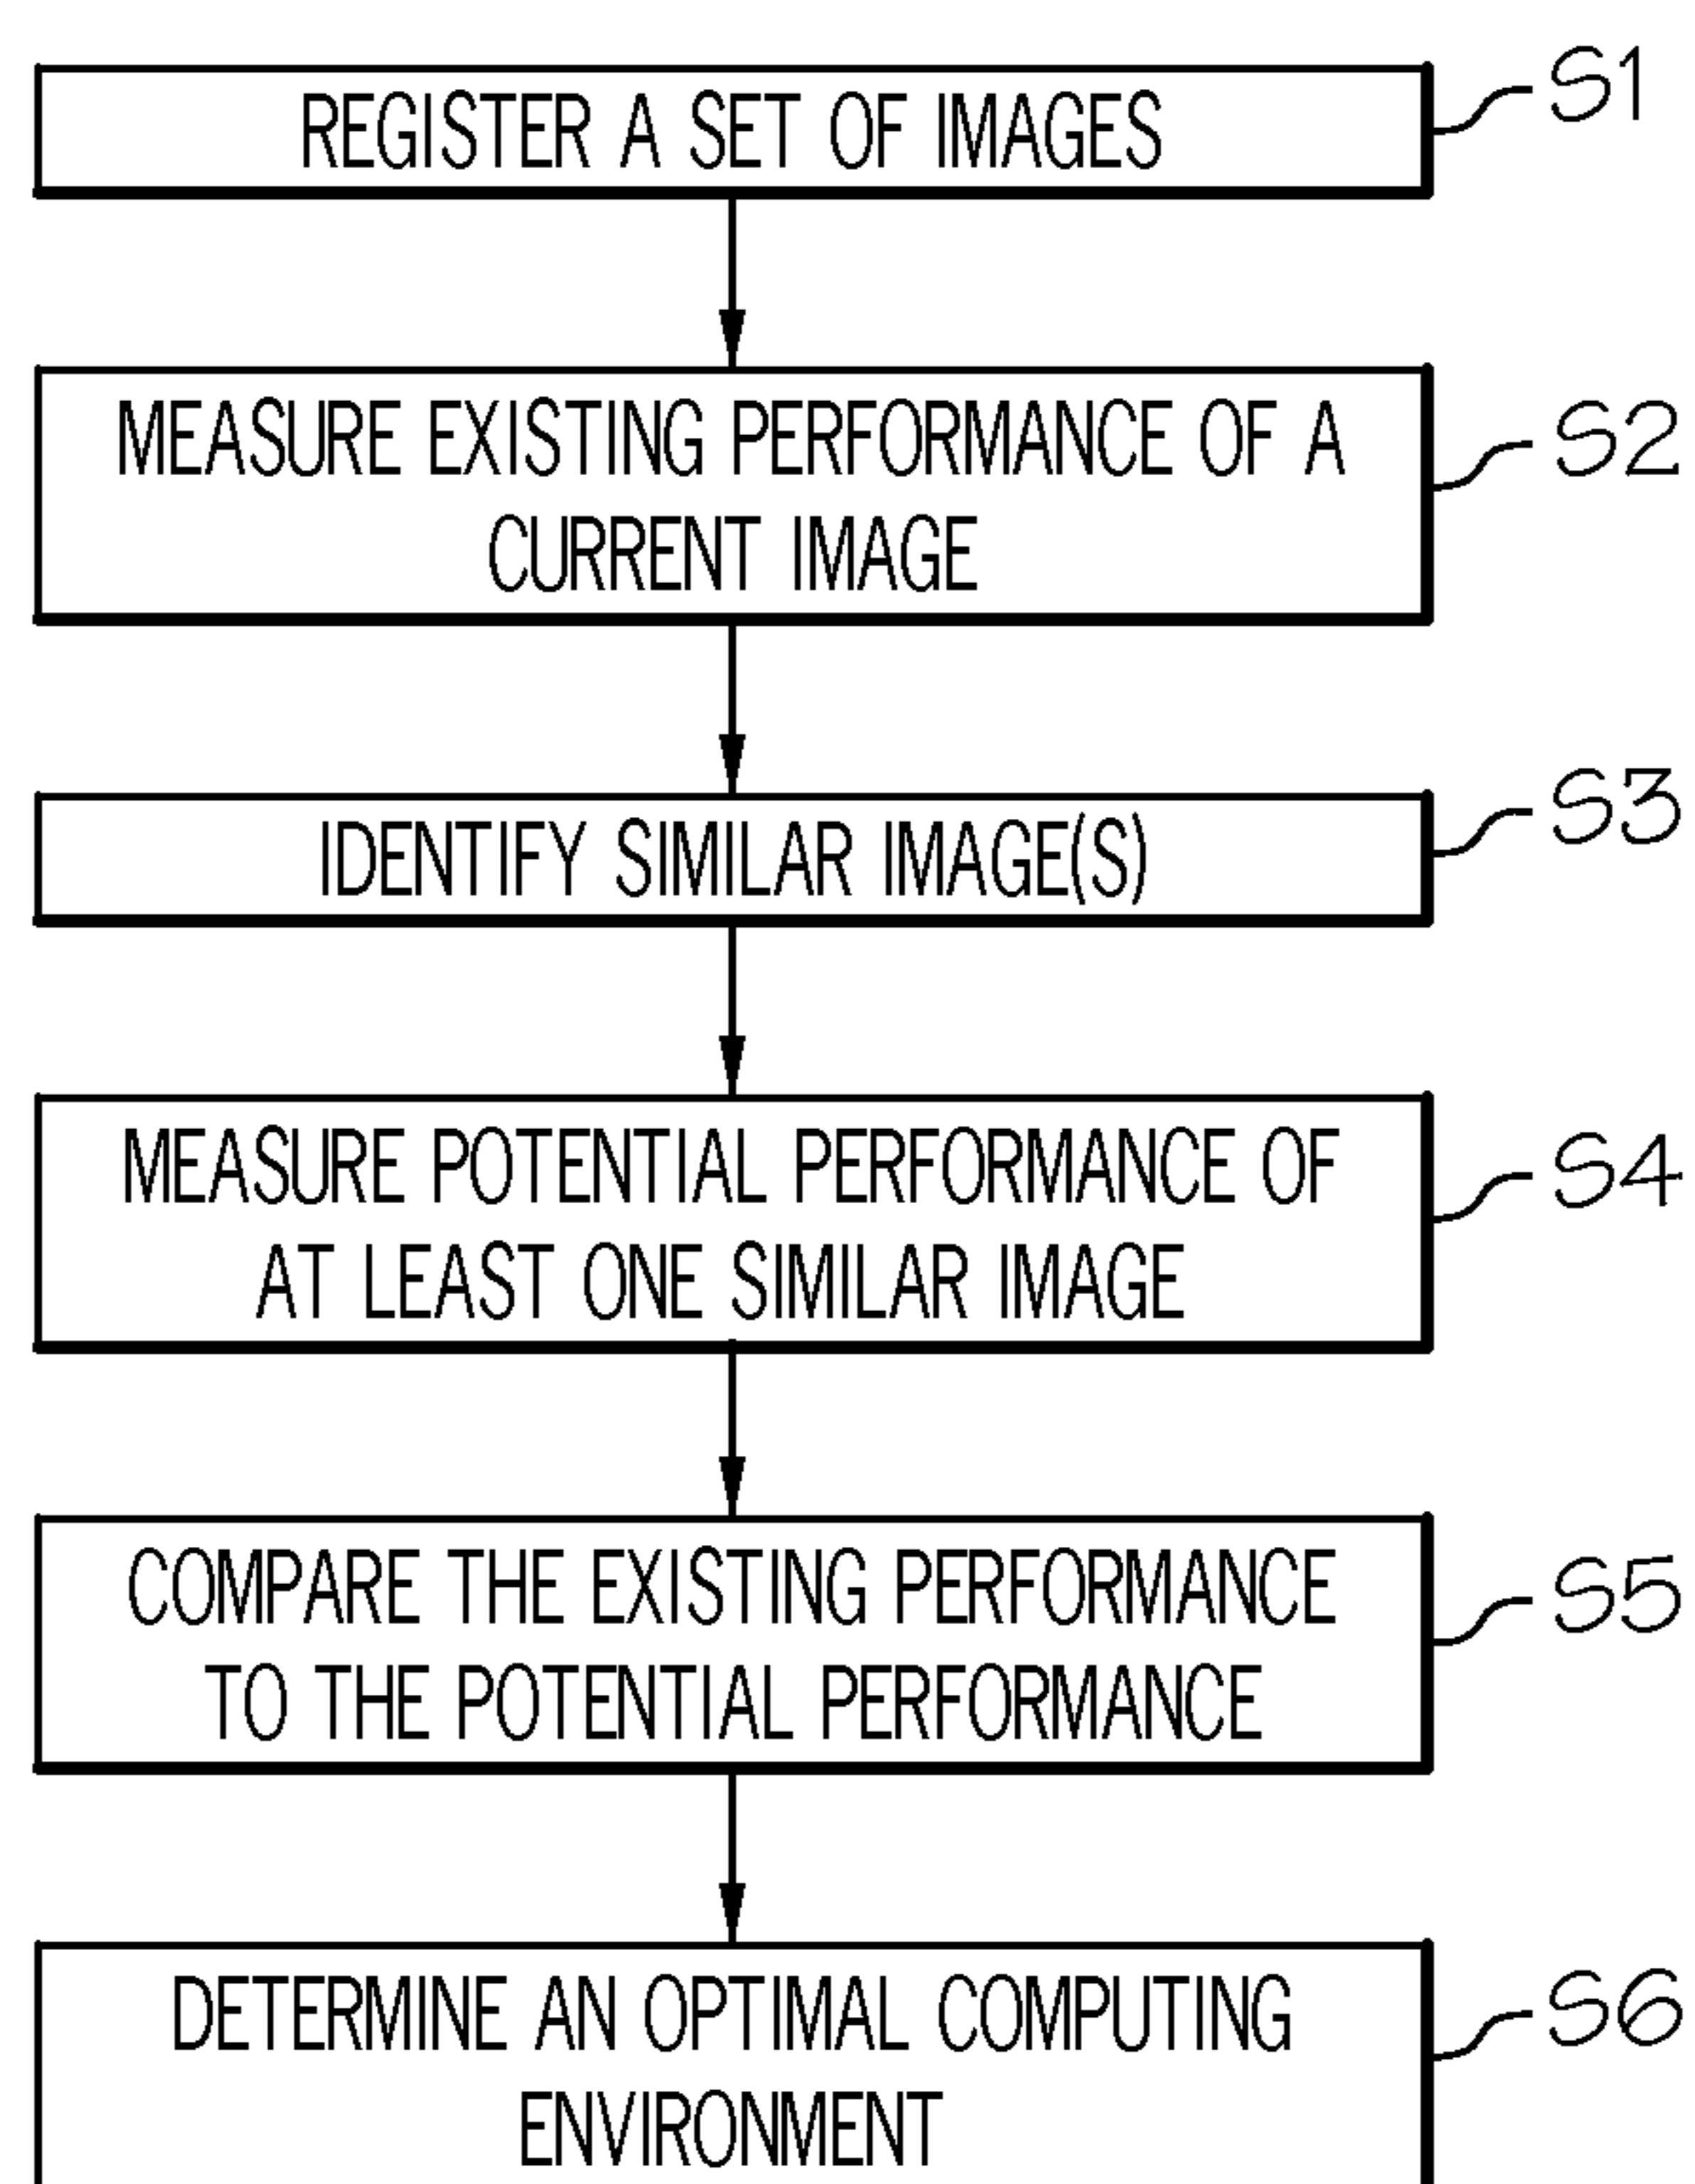 REGISTER A SET OF IMAGES
S1
MEASURE EXISTING PERFORMANCE OF A
CURRENT IMAGE
S2
IDENTIFY SIMILAR IMAGE(S)
S3
MEASURE POTENTIAL PERFORMANCE OF
AT LEAST ONE SIMILAR IMAGE
S4
COMPARE THE EXISTING PERFORMANCE
TO THE POTENTIAL PERFORMANCE
S5
DETERMINE AN OPTIMAL COMPUTING
ENVIRONMENT
S6